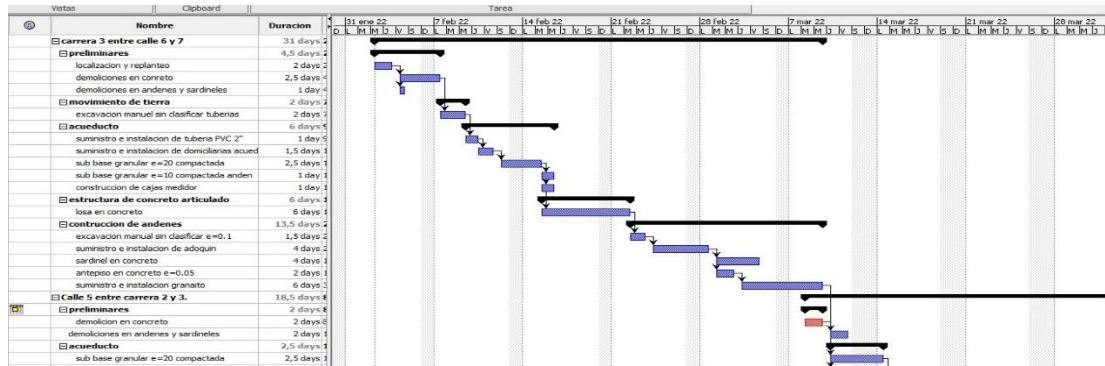 Vistas Clipboard Tarea
Nombre Duracion 31 ene 22 7 feb 22 14 feb 22 21 feb 22 28 feb 22 7 mar 22 14 mar 22 21 mar 22 28 mar 22
carrera 3 entre calle 6 y 7 31 days
preliminares 4,5 days
localizacion y replanteo 2 days
demoliciones en conreto 2,5 days
demoliciones en andenes y sardineles 1 day
movimiento de tierra 2 days
excavacion manuel sin clasificar tuberias 2 days
acueducto 6 days
suministro e instalacion de tuberia PVC 2" 1 day
suministro e instalacion de domiciliarias acued 1,5 days
sub base granular e=20 compactada 2,5 days
sub base granular e=10 compactada anden 1 day
construccion de cajas medidor 1 day
estructura de concreto articulado 6 days
losa en concreto 6 days
contruccion de andenes 13,5 days
excavacion manual sin clasificar e=0.1 1,5 days
suministro e instalacion de adoquin 4 days
sardinel en concreto 4 days
antepiso en concreto e=0.05 2 days
suministro e instalacion granaito 6 days
Calle 5 entre carrera 2 y 3. 18,5 days
preliminares 2 days
demolicion en concreto 2 days
demoliciones en andenes y sardineles 2 days
acueducto 2,5 days
sub base granular e=20 compactada 2,5 days